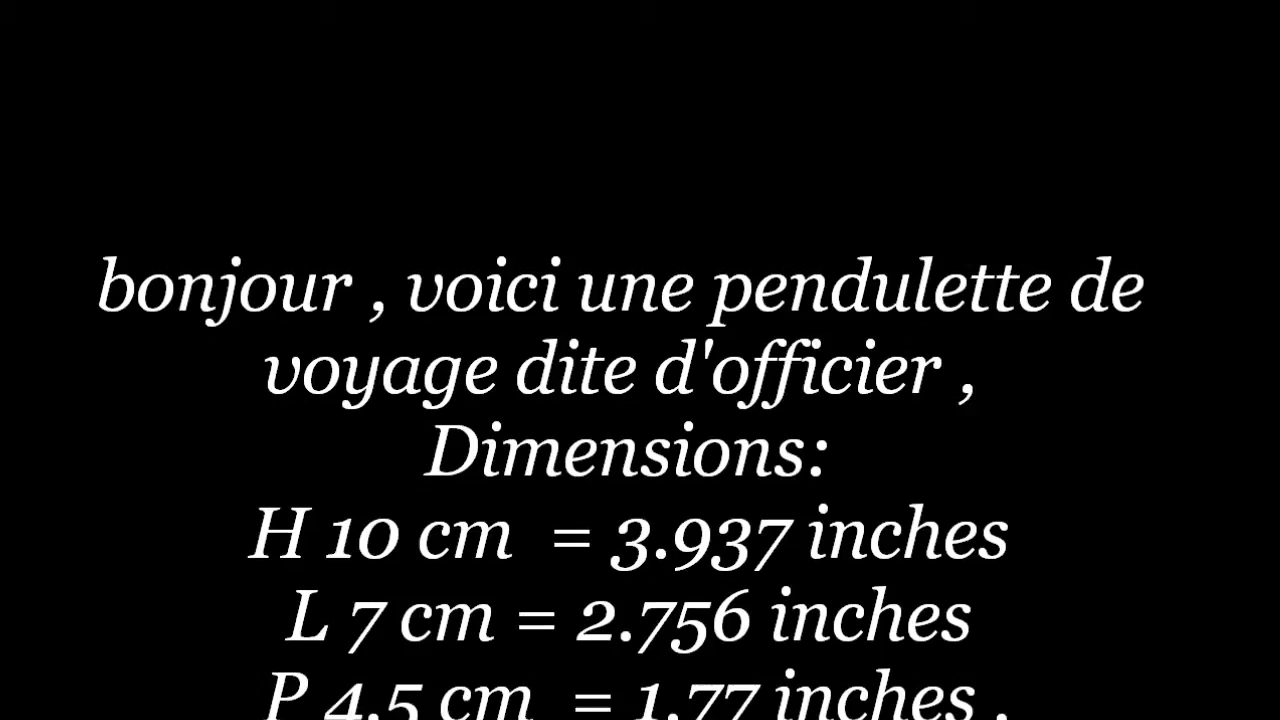 bonjour , voici une pendulette de
voyage dite d'officier ,
Dimensions:
H 10 cm  = 3.937 inches
L 7 cm = 2.756 inches
P 4.5 cm  = 1.77 inches .